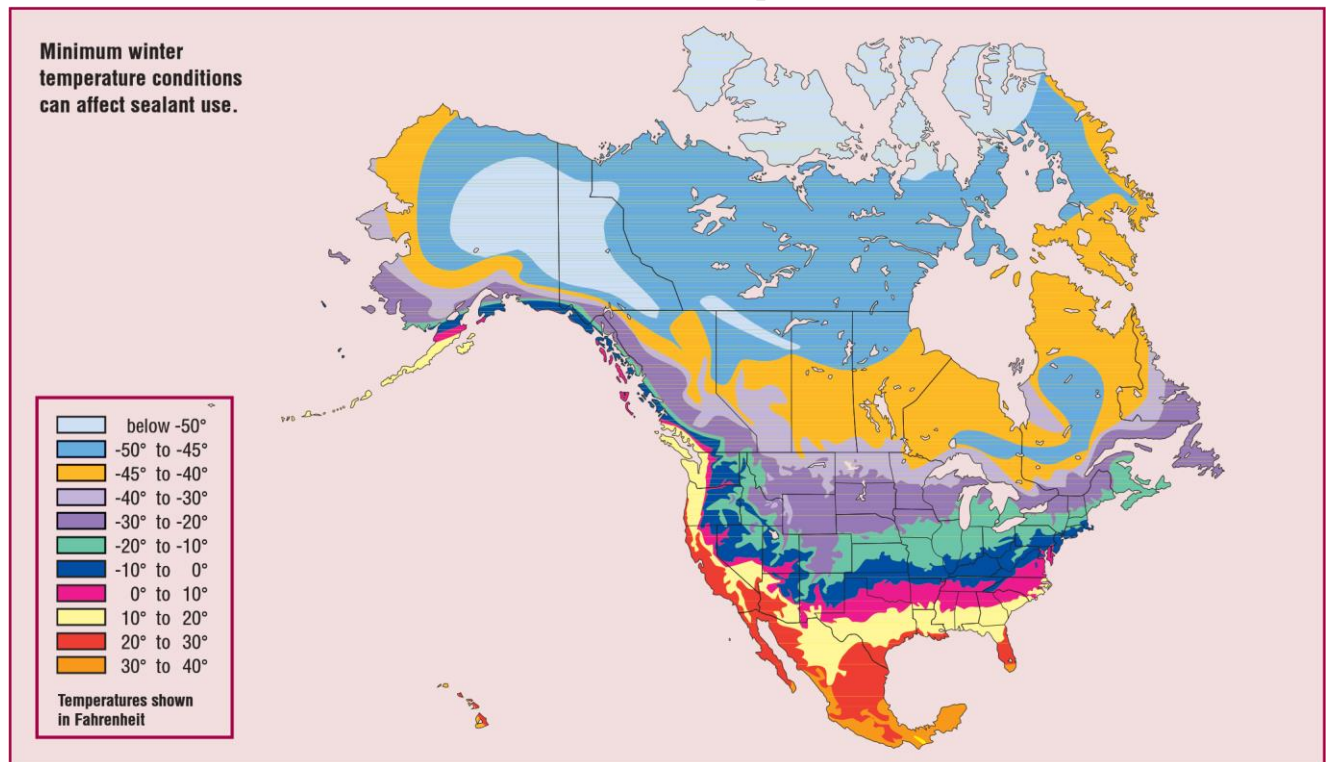 Minimum winter
temperature conditions
can affect sealant use.
below -50°
-50° to -45°
-45° to -40°
-40° to -30°
-30° to -20°
-20° to -10°
-10° to 0°
0° to 10°
10° to 20°
20° to 30°
30° to 40°
Temperatures shown
in Fahrenheit